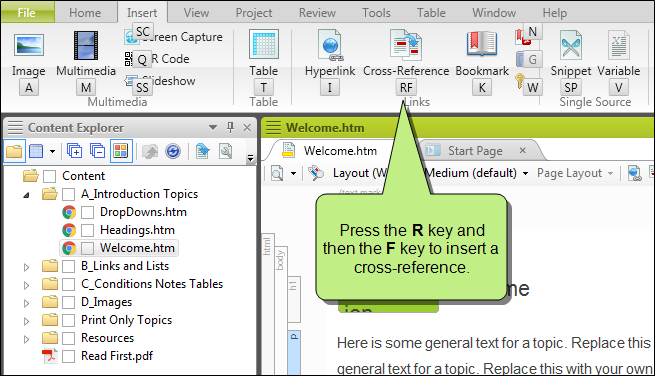 File Home Insert View Project Review Tools Table Window Help
SC Screen Capture
Q QR Code
SS Slideshow
Image Multimedia Table Hyperlink Cross-Reference Bookmark Snippet Variable
A M T I RF K N G W SP V
Multimedia Table Links Single Source
Content Explorer
Content
A_Introduction Topics
DropDowns.htm
Headings.htm
Welcome.htm
B_Links and Lists
C_Conditions Notes Tables
D_Images
Print Only Topics
Resources
Read First.pdf
Welcome.htm
Welcome.htm Start Page
Layout (W Medium (default) Page Layout
(text mark
html
body
h1
p
Press the R key and
then the F key to insert a
cross-reference.
me
Here is some general text for a topic. Replace this
general text for a topic. Replace this with your own